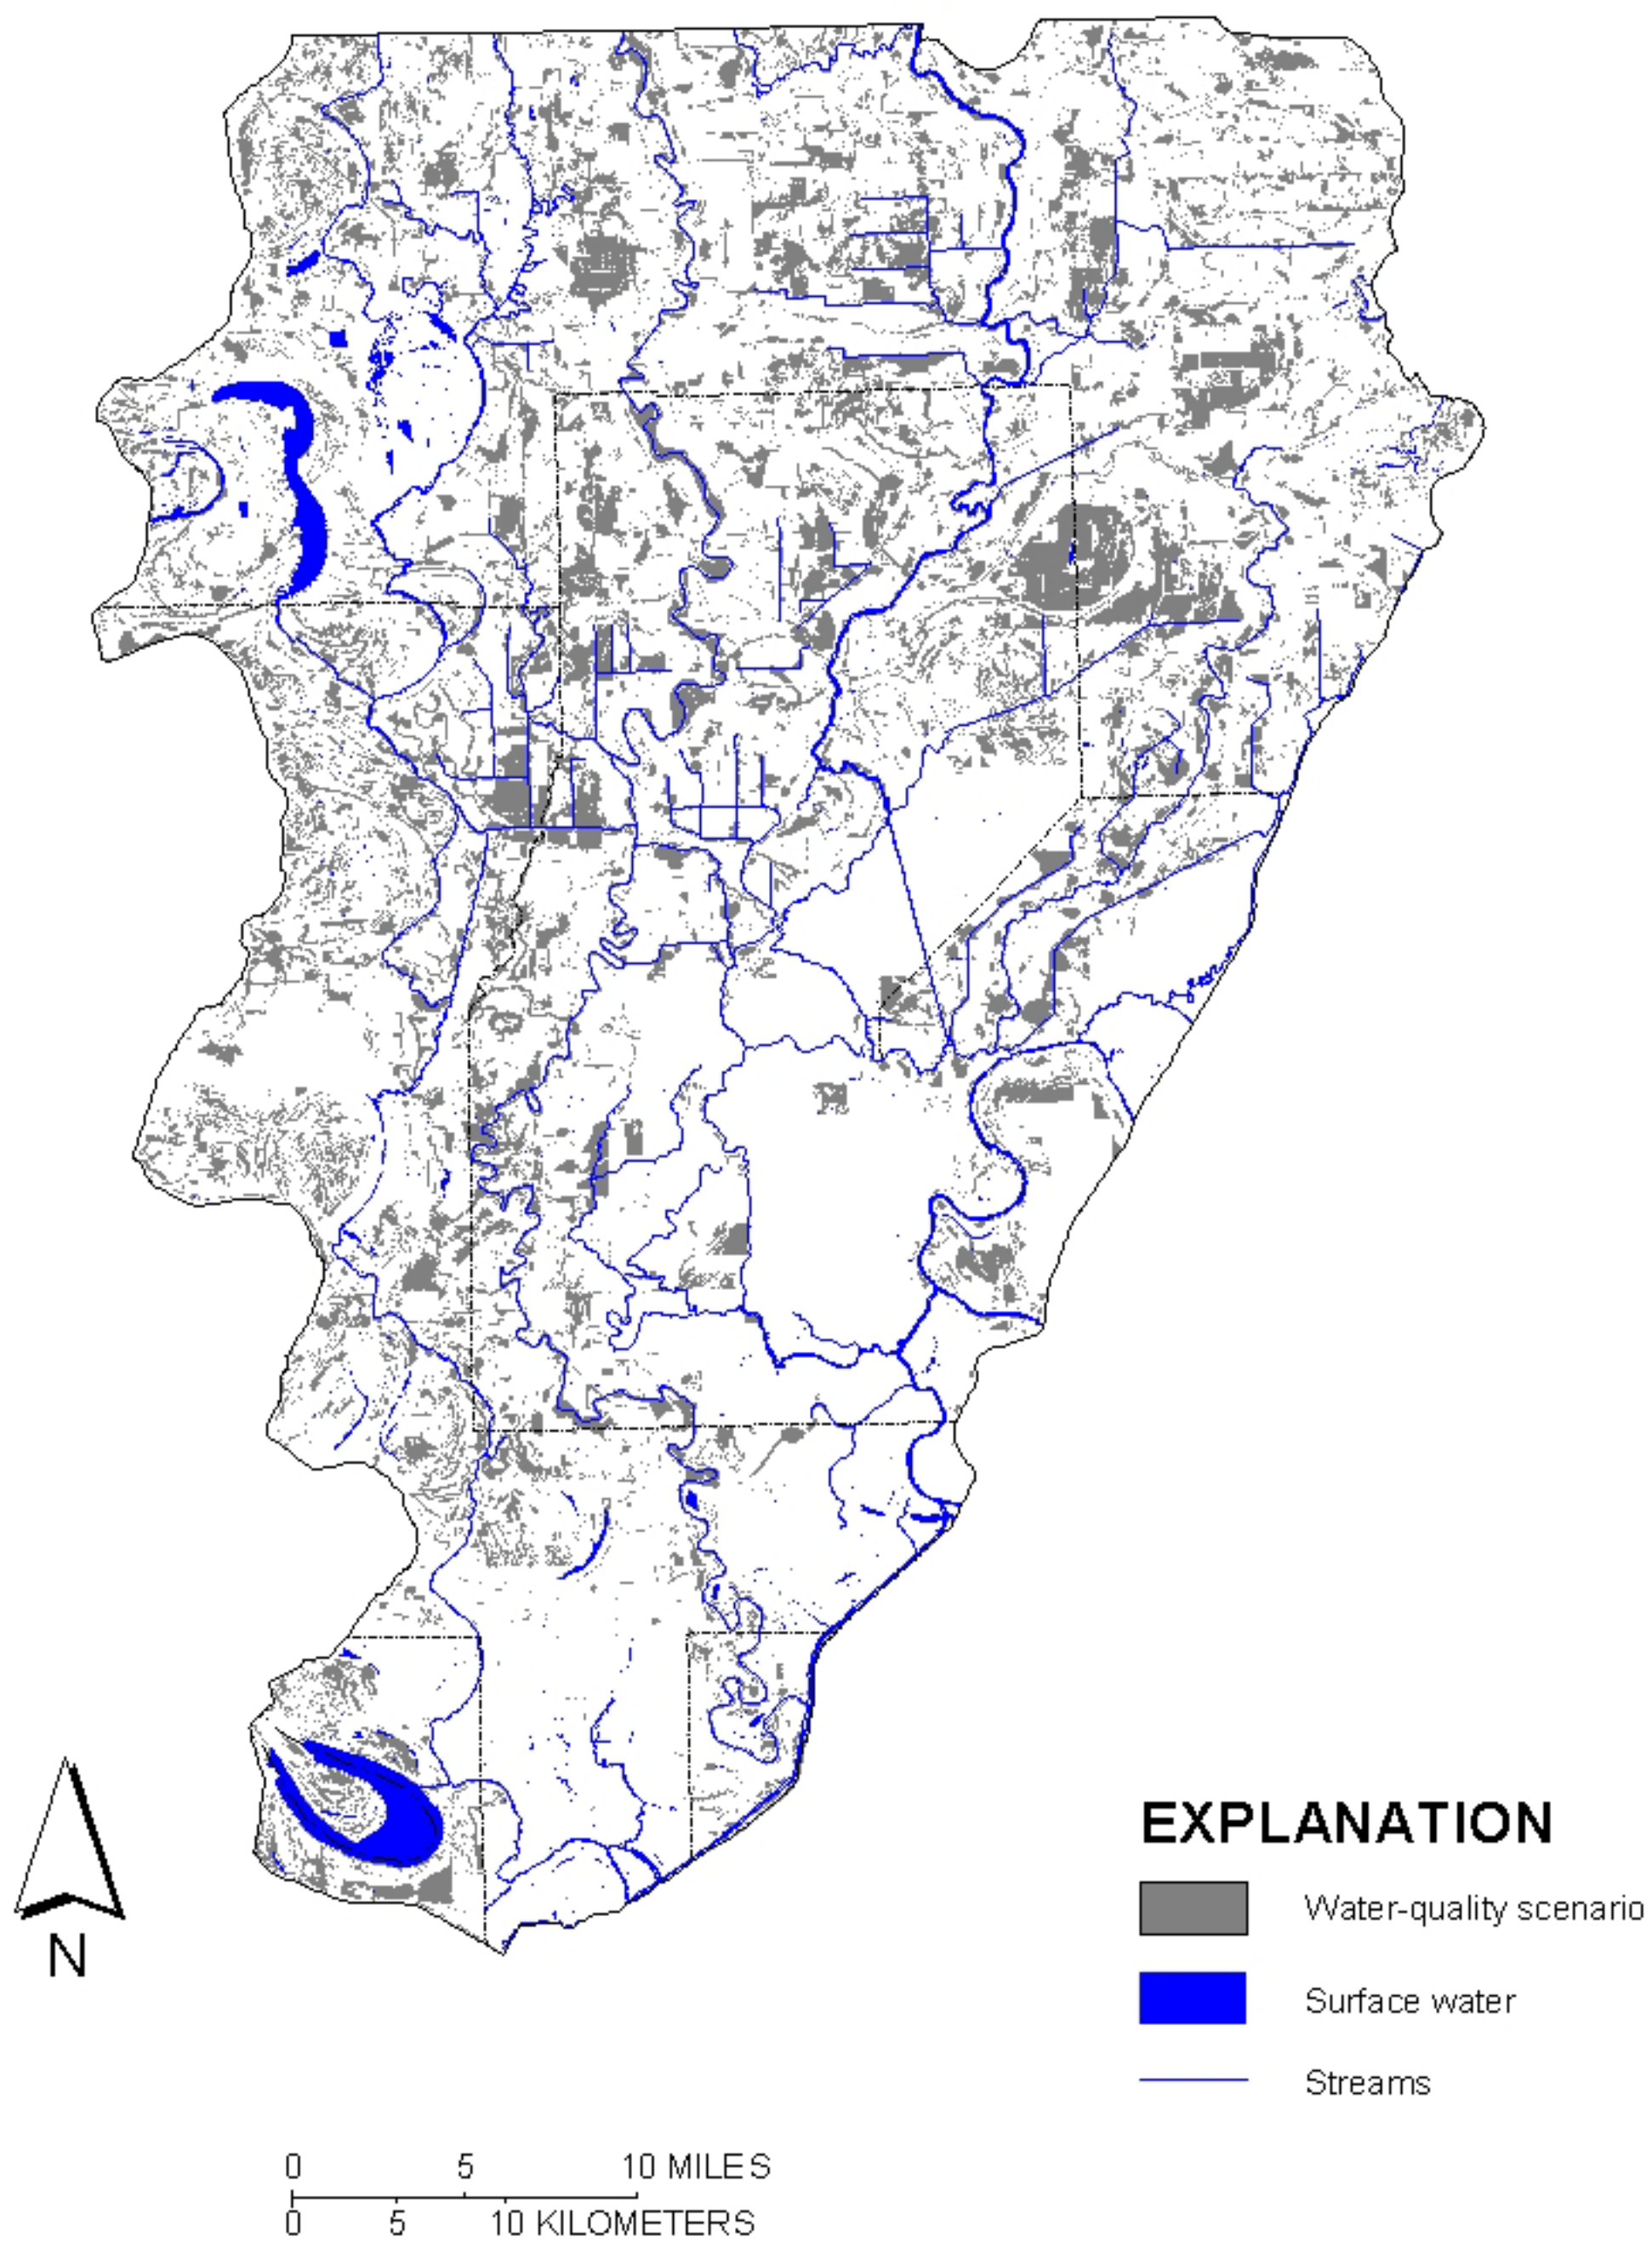 N
EXPLANATION
Water-quality scenario
Surface water
Streams
0 5 10 MILES
0 5 10 KILOMETERS